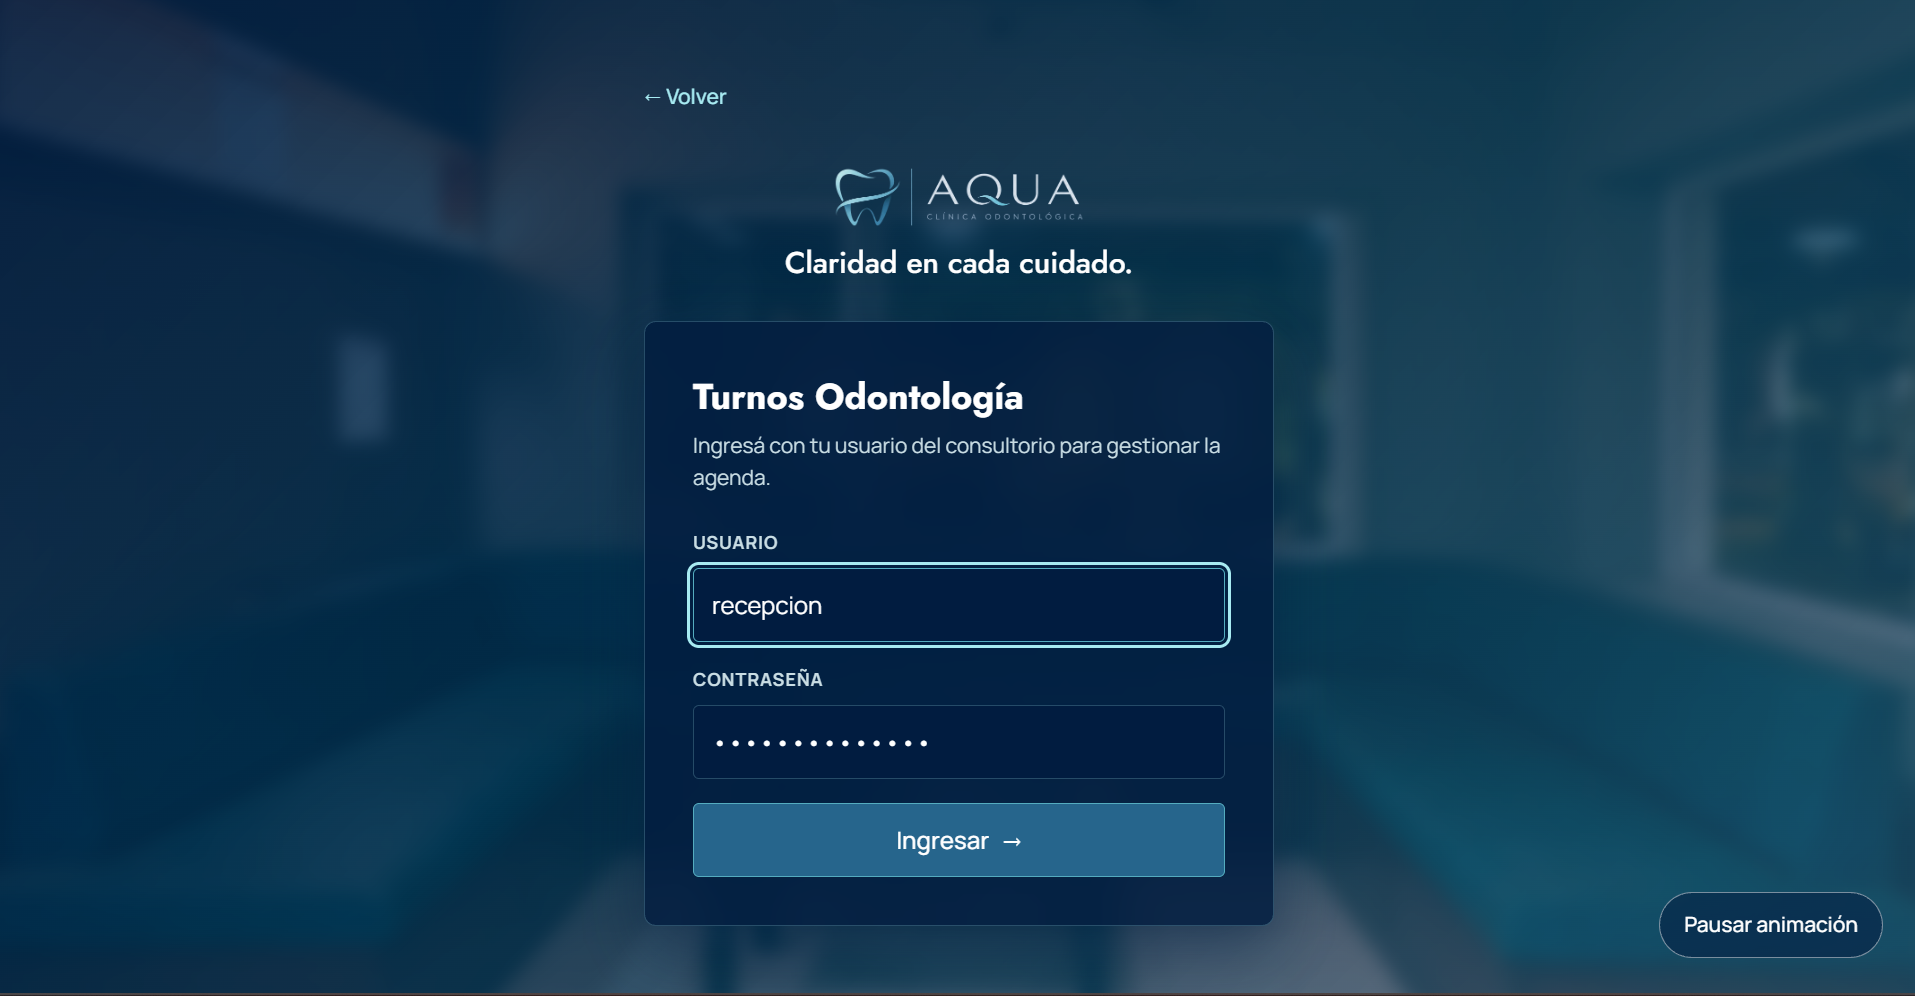 ← Volver
AQUA
CLÍNICA ODONTOLÓGICA
Claridad en cada cuidado.
Turnos Odontología
Ingresá con tu usuario del consultorio para gestionar la
agenda.
USUARIO
recepcion
CONTRASEÑA
••••••••••••••
Ingresar →
Pausar animación